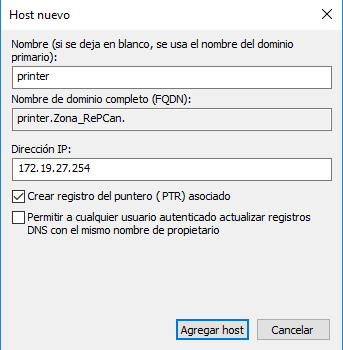 Host nuevo
Nombre (si se deja en blanco, se usa el nombre del dominio
primario):
printer
Nombre de dominio completo (FQDN):
printer.Zona_RePCan.
Dirección IP:
172.19.27.254
Crear registro del puntero (PTR) asociado
Permitir a cualquier usuario autenticado actualizar registros
DNS con el mismo nombre de propietario
Agregar host
Cancelar